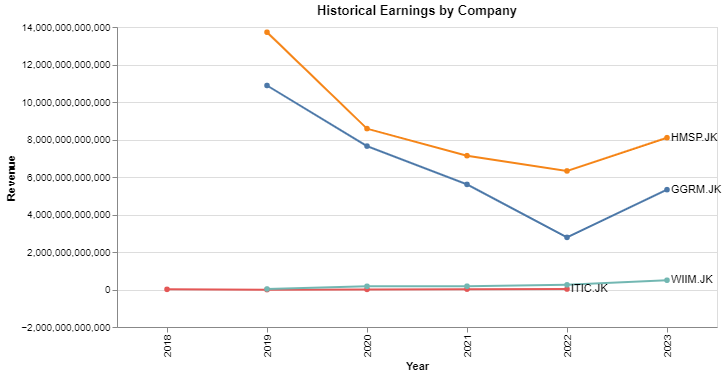 Historical Earnings by Company
14,000,000,000,000
12,000,000,000,000
10,000,000,000,000
8,000,000,000,000
6,000,000,000,000
4,000,000,000,000
2,000,000,000,000
0
−2,000,000,000,000
Revenue
HMSP.JK
GGRM.JK
WIIM.JK
ITIC.JK
2018
2019
2020
2021
2022
2023
Year